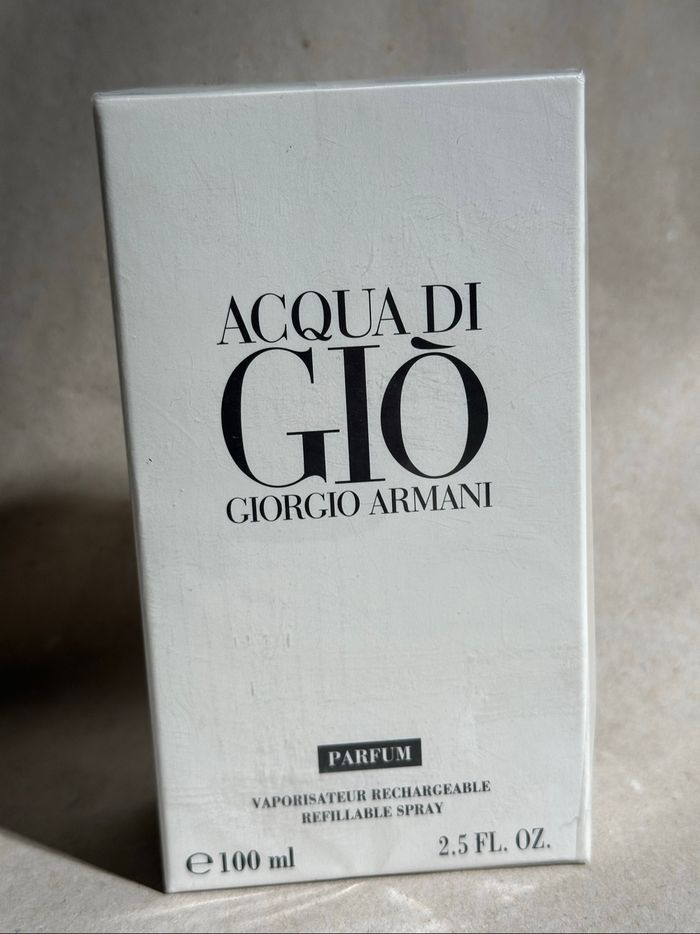 ACQUA DI
GIÒ
GIORGIO ARMANI
PARFUM
VAPORISATEUR RECHARGEABLE
REFILLABLE SPRAY
℮ 100 ml 2.5 FL. OZ.